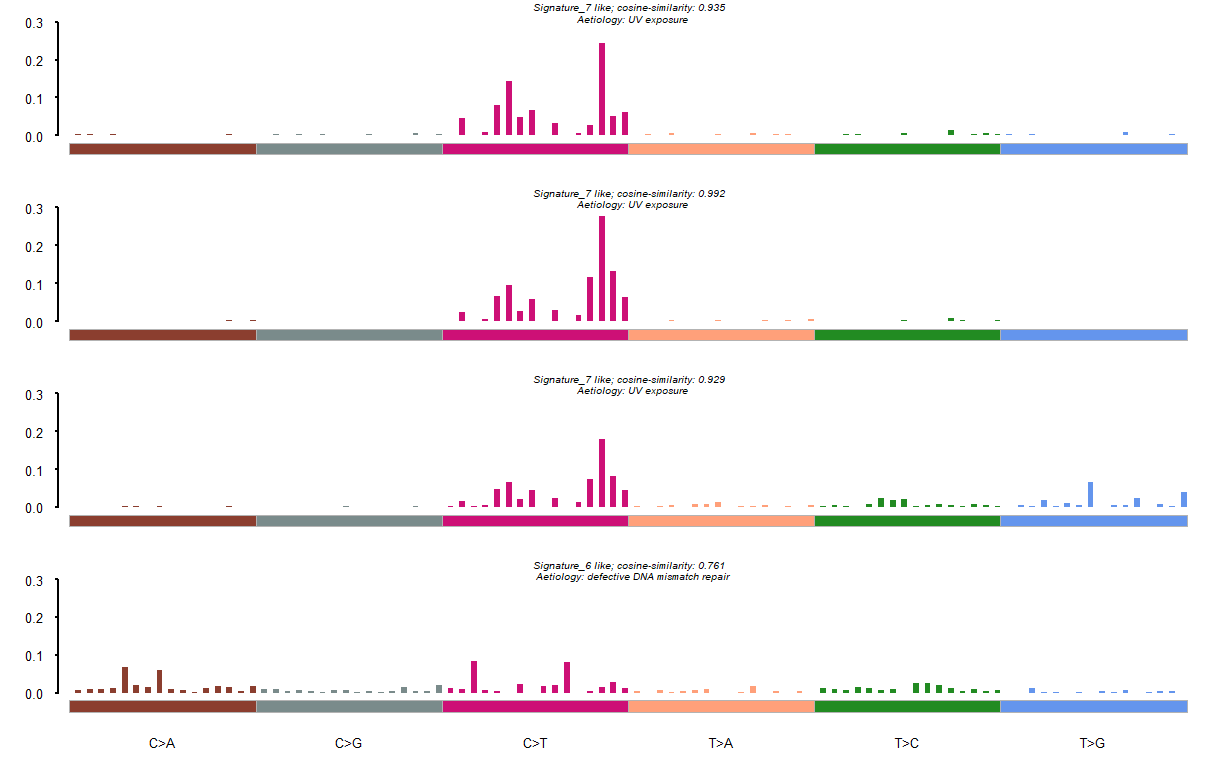 Signature_7 like; cosine-similarity: 0.935
Aetiology: UV exposure
0.3
0.2
0.1
0.0
Signature_7 like; cosine-similarity: 0.992
Aetiology: UV exposure
0.3
0.2
0.1
0.0
Signature_7 like; cosine-similarity: 0.929
Aetiology: UV exposure
0.3
0.2
0.1
0.0
Signature_6 like; cosine-similarity: 0.761
Aetiology: defective DNA mismatch repair
0.3
0.2
0.1
0.0
C>A C>G C>T T>A T>C T>G